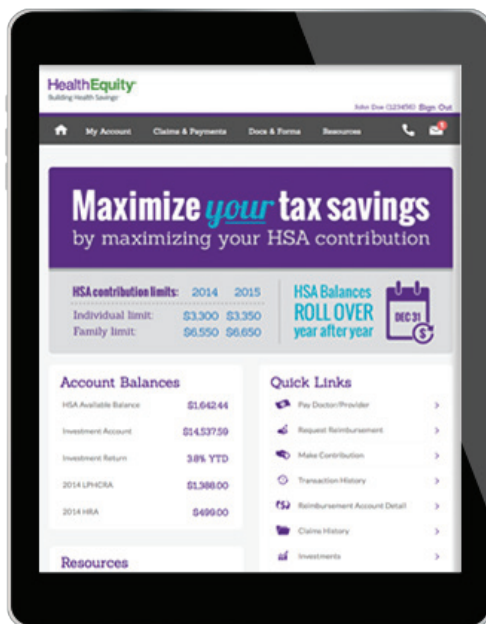 HealthEquity
Building Health Savings
John Doe (123456) Sign Out
My Account Claims & Payments Docs & Forms Resources
1
Maximize your tax savings
by maximizing your HSA contribution
HSA contribution limits: 2014 2015
Individual limit: $3,300 $3,350
Family limit: $6,550 $6,650
HSA Balances
ROLL OVER
year after year
DEC 31
$
Account Balances
HSA Available Balance $1,642.44
Investment Account $14,537.59
Investment Return 3.8% YTD
2014 LPHCRA $1,388.00
2014 HRA $499.00
Resources
Quick Links
Pay Doctor/Provider
Request Reimbursement
Make Contribution
Transaction History
Reimbursement Account Detail
Claims History
Investments